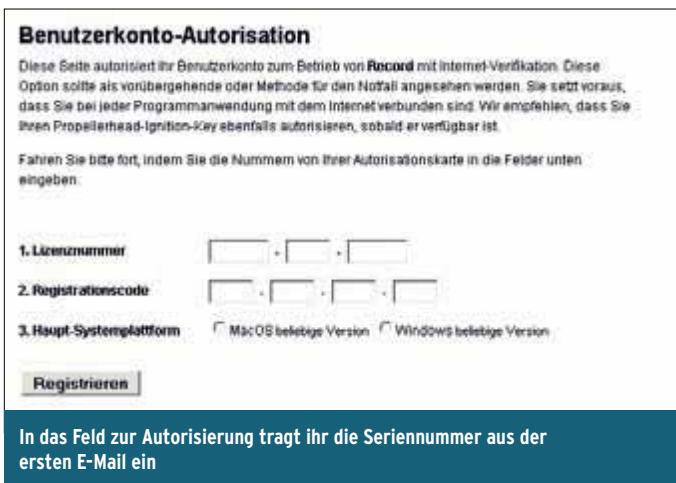 Benutzerkonto-Autorisation
Diese Seite autorisiert Ihr Benutzerkonto zum Betrieb von Record mit Internet-Verifikation. Diese
Option sollte als vorübergehende oder Methode für den Notfall angesehen werden. Sie setzt voraus,
dass Sie bei jeder Programmanwendung mit dem Internet verbunden sind. Wir empfehlen, dass Sie
Ihren Propellerhead-Ignition-Key ebenfalls autorisieren, sobald er verfügbar ist.
Fahren Sie bitte fort, indem Sie die Nummern von Ihrer Autorisationskarte in die Felder unten
eingeben:
1. Lizenznummer - -
2. Registrationscode - - -
3. Haupt-Systemplattform MacOS beliebige Version Windows beliebige Version
Registrieren
In das Feld zur Autorisierung tragt ihr die Seriennummer aus der
ersten E-Mail ein